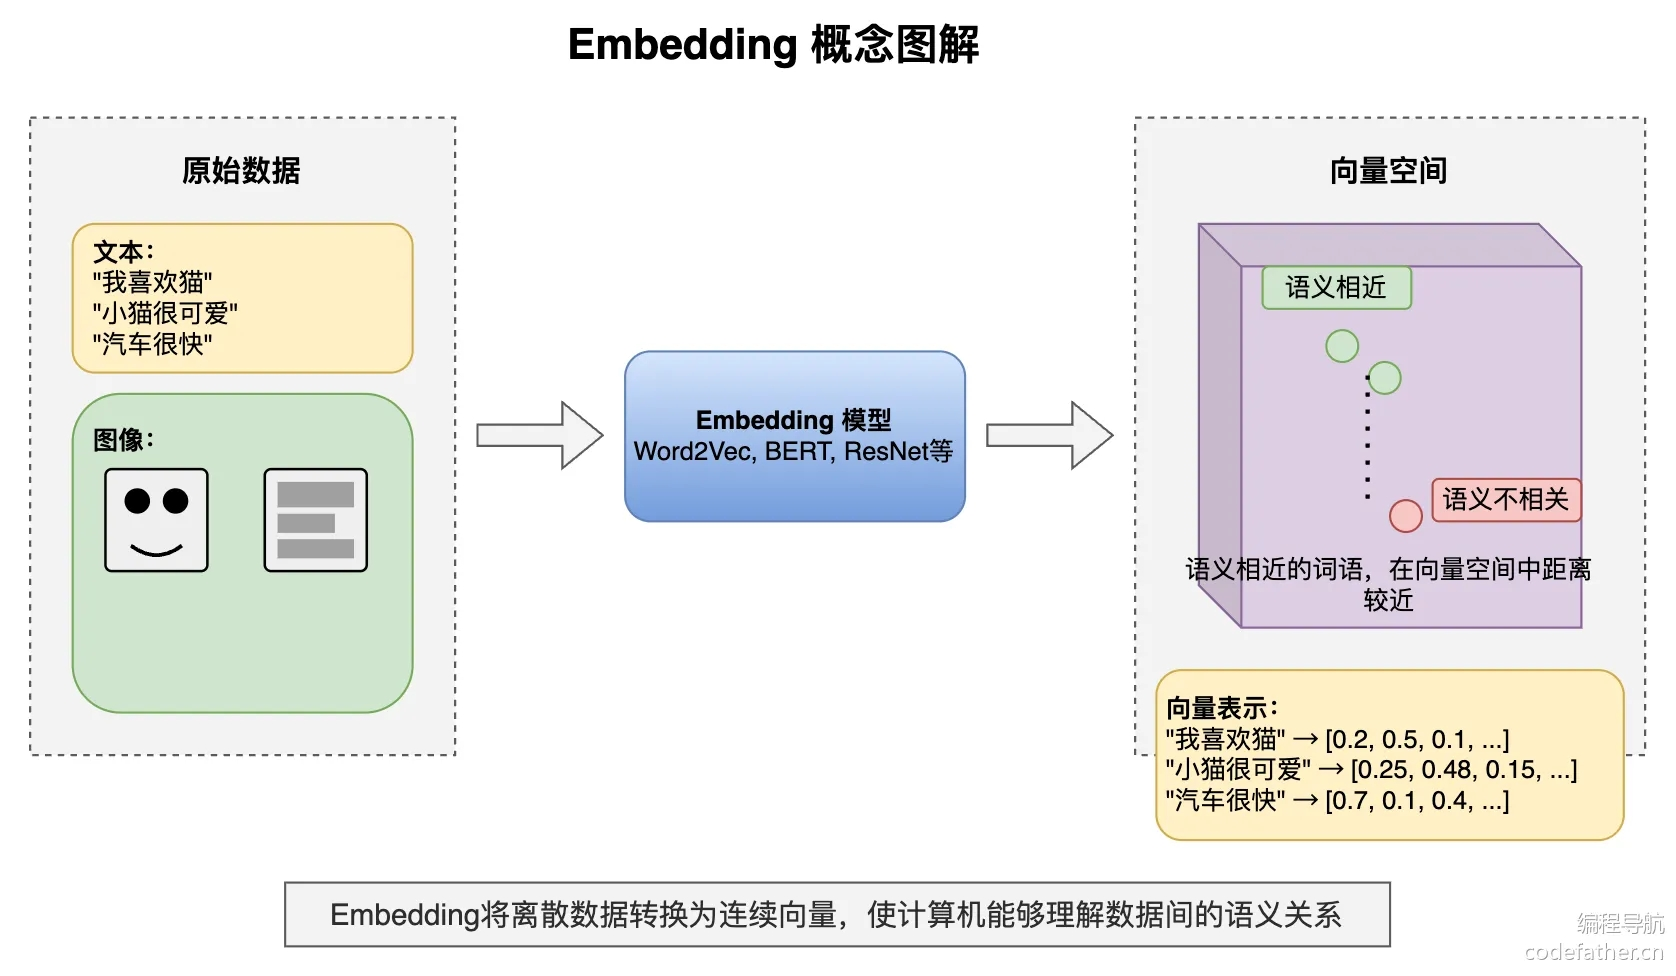 Embedding 概念图解
原始数据
文本：
"我喜欢猫"
"小猫很可爱"
"汽车很快"
图像：
Embedding 模型
Word2Vec, BERT, ResNet等
向量空间
语义相近
语义不相关
语义相近的词语，在向量空间中距离
较近
向量表示：
"我喜欢猫" → [0.2, 0.5, 0.1, ...]
"小猫很可爱" → [0.25, 0.48, 0.15, ...]
"汽车很快" → [0.7, 0.1, 0.4, ...]
Embedding将离散数据转换为连续向量，使计算机能够理解数据间的语义关系
编程导航
codefather.cn